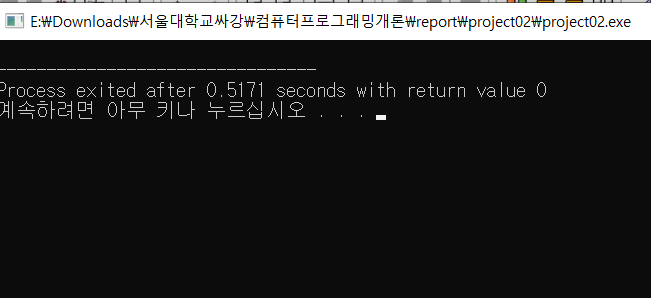 E:\Downloads\서울대학교싸강\컴퓨터프로그래밍개론\report\project02\project02.exe
--------------------------------
Process exited after 0.5171 seconds with return value 0
계속하려면 아무 키나 누르십시오 . . .